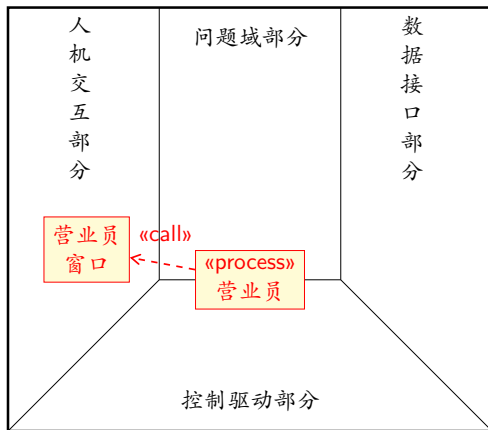 人机交互部分
问题域部分
数据接口部分
营业员
窗口
«call»
«process»
营业员
控制驱动部分